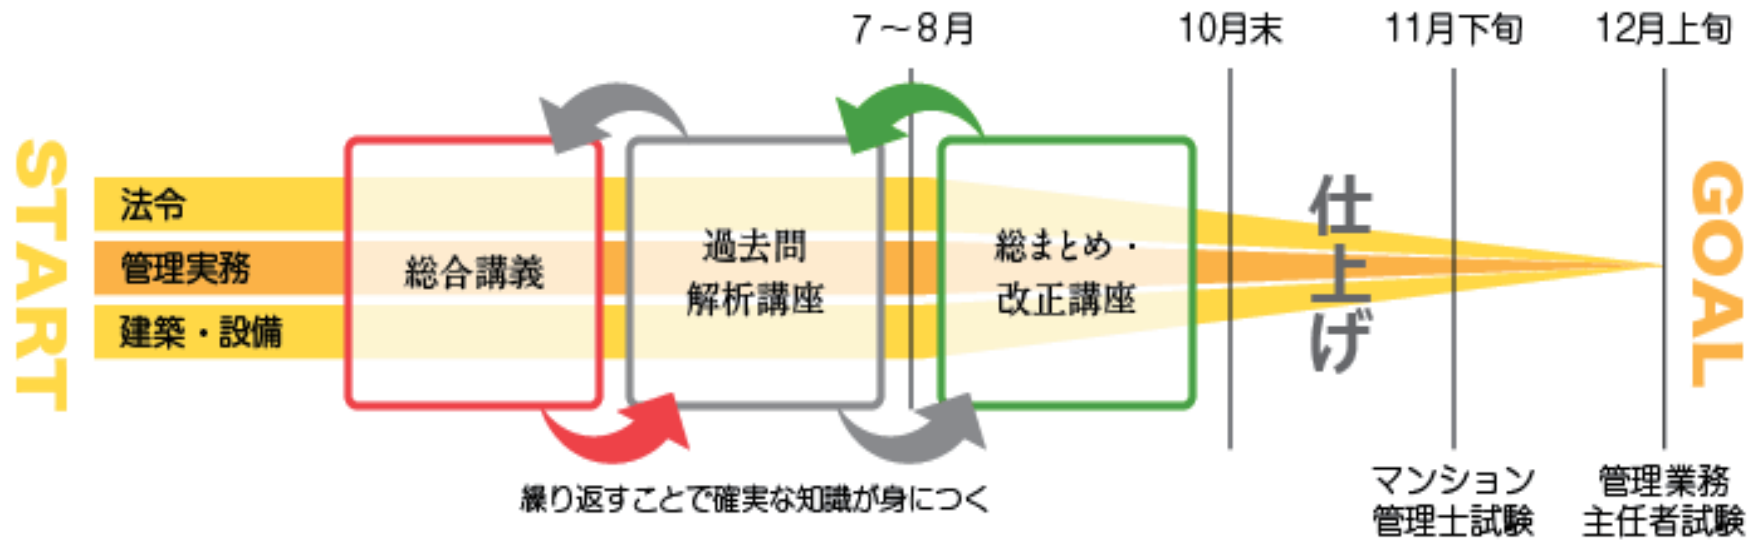 7～8月
10月末
11月下旬
12月上旬
START
法令
管理実務
建築・設備
総合講義
過去問
解析講座
総まとめ・
改正講座
仕上げ
GOAL
繰り返すことで確実な知識が身につく
マンション
管理士試験
管理業務
主任者試験